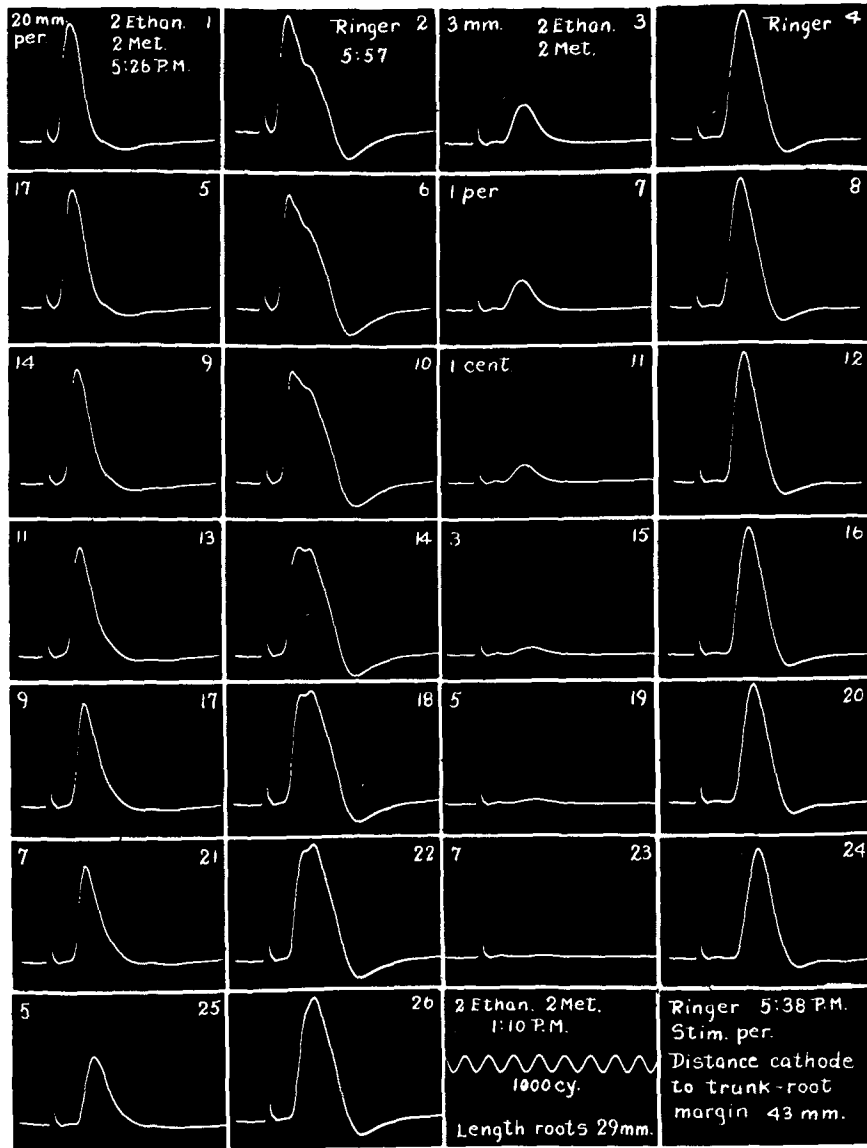 20 mm. 2 Ethan. 1
per. 2 Met.
5:26 P.M.
Ringer 2
5:57
3 mm. 2 Ethan. 3
2 Met.
Ringer 4
17 5
6
1 per 7
8
14 9
10
1 cent 11
12
11 13
14
3 15
16
9 17
18
5 19
20
7 21
22
7 23
24
5 25
26
2 Ethan. 2 Met.
1:10 P.M.
1000 cy.
Length roots 29 mm.
Ringer 5:38 P.M.
Stim. per.
Distance cathode
to trunk-root
margin 43 mm.